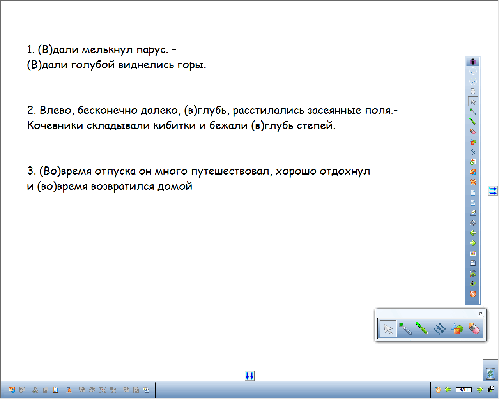 1. (В)дали мелькнул парус. –
(В)дали голубой виднелись горы.
2. Влево, бесконечно далеко, (в)глубь, расстилались засеянные поля.-
Кочевники складывали кибитки и бежали (в)глубь степей.
3. (Во)время отпуска он много путешествовал, хорошо отдохнул
и (во)время возвратился домой